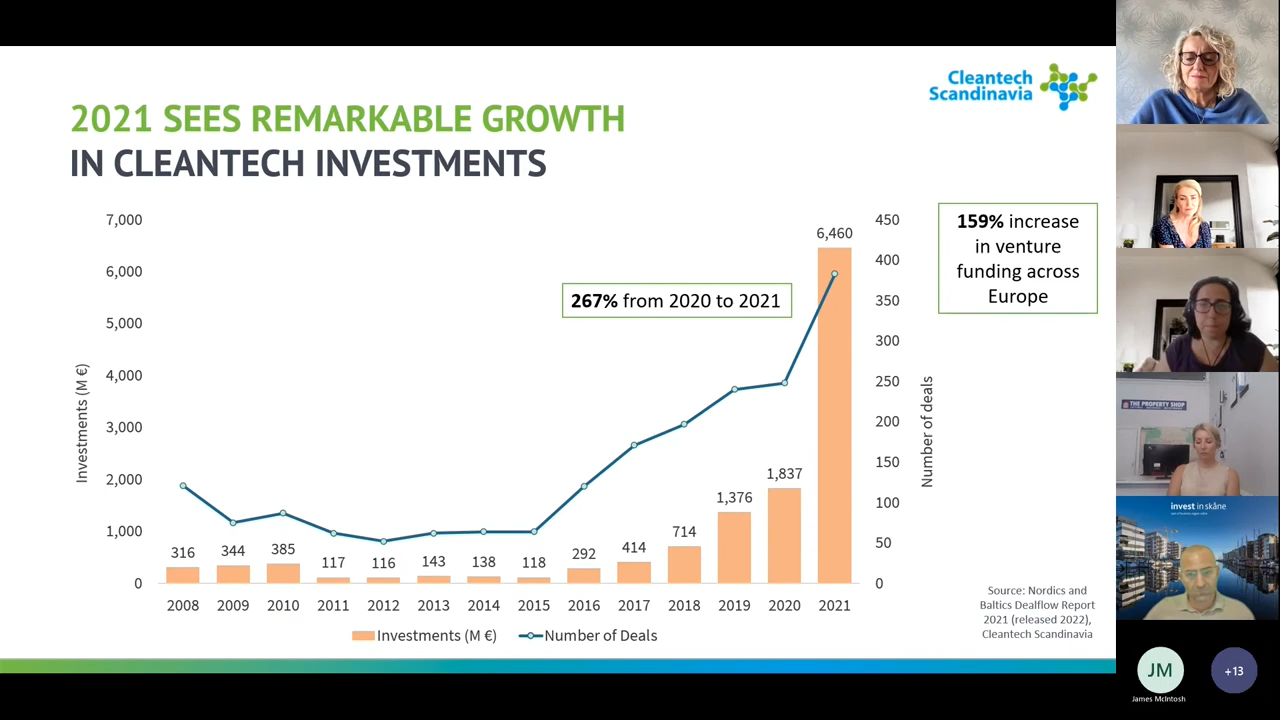 Cleantech
Scandinavia
2021 SEES REMARKABLE GROWTH
IN CLEANTECH INVESTMENTS
7,000
6,000
5,000
4,000
3,000
2,000
1,000
0
Investments (M €)
450
400
350
300
250
200
150
100
50
0
Number of deals
267% from 2020 to 2021
159% increase
in venture
funding across
Europe
316
344
385
117
116
143
138
118
292
414
714
1,376
1,837
6,460
2008 2009 2010 2011 2012 2013 2014 2015 2016 2017 2018 2019 2020 2021
Investments (M €) Number of Deals
Source: Nordics and
Baltics Dealflow Report
2021 (released 2022),
Cleantech Scandinavia
THE PROPERTY SHOP
invest in skåne
JM
James McIntosh
+13